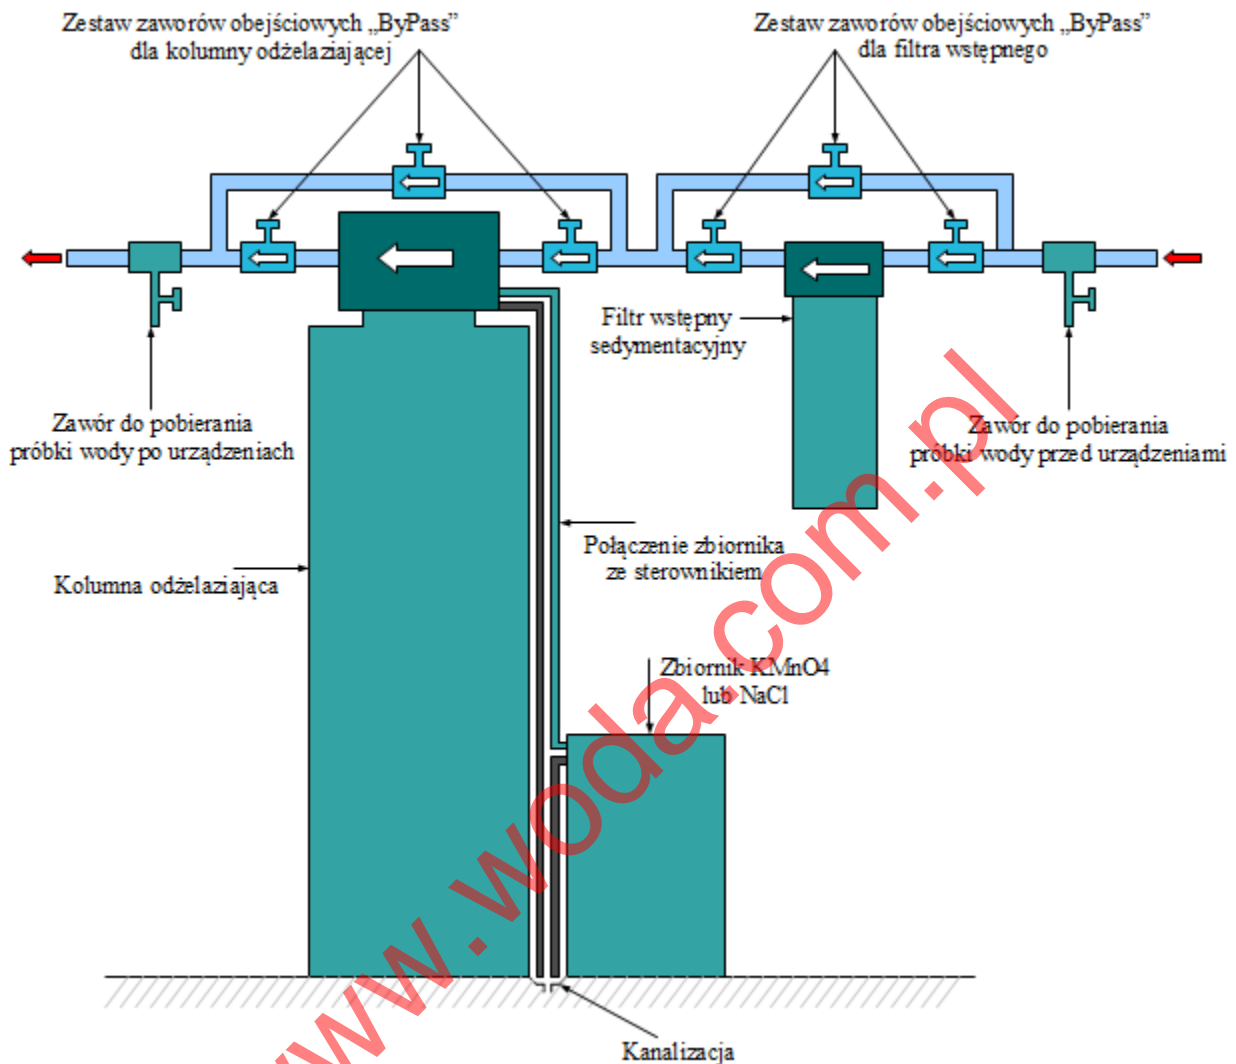 Zestaw zaworów obejściowych „ByPass”
dla kolumny odżelaziającej
Zestaw zaworów obejściowych „ByPass”
dla filtra wstępnego
Filtr wstępny
sedymentacyjny
Zawór do pobierania
próbki wody po urządzeniach
Zawór do pobierania
próbki wody przed urządzeniami
Połączenie zbiornika
ze sterownikiem
Kolumna odżelaziająca
Zbiornik KMnO4
lub NaCl
Kanalizacja
www.woda.com.pl